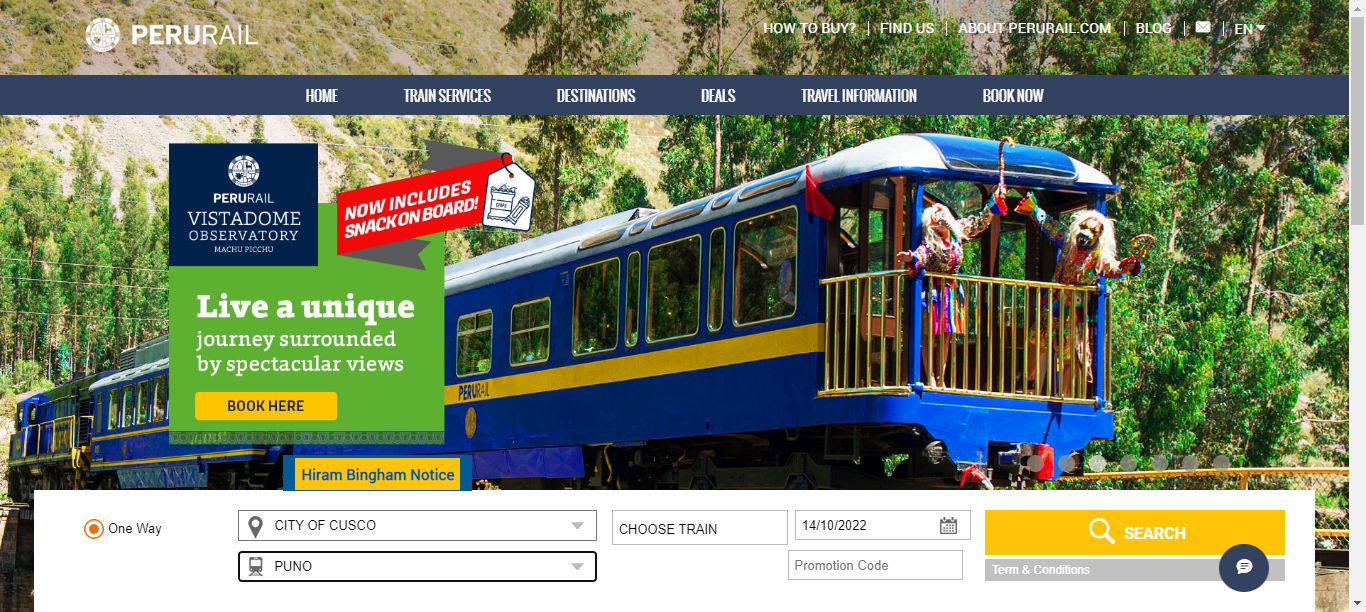 PERURAIL
HOW TO BUY?
FIND US
ABOUT PERURAIL.COM
BLOG
EN
HOME
TRAIN SERVICES
DESTINATIONS
DEALS
TRAVEL INFORMATION
BOOK NOW
PERURAIL
VISTADOME
OBSERVATORY
MACHU PICCHU
NOW INCLUDES
SNACK ON BOARD!
Live a unique
journey surrounded
by spectacular views
BOOK HERE
PERURAIL
Hiram Bingham Notice
One Way
CITY OF CUSCO
CHOOSE TRAIN
14/10/2022
SEARCH
PUNO
Promotion Code
Term & Conditions